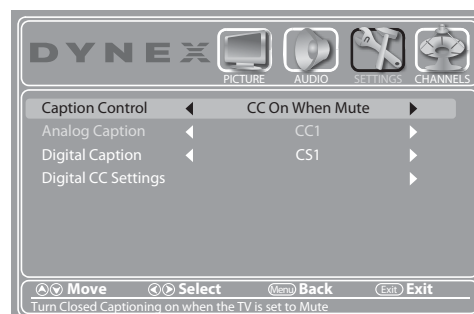 DYNEX
PICTURE AUDIO SETTINGS CHANNELS
Caption Control CC On When Mute
Analog Caption CC1
Digital Caption CS1
Digital CC Settings
Move Select Menu Back Exit Exit
Turn Closed Captioning on when the TV is set to Mute